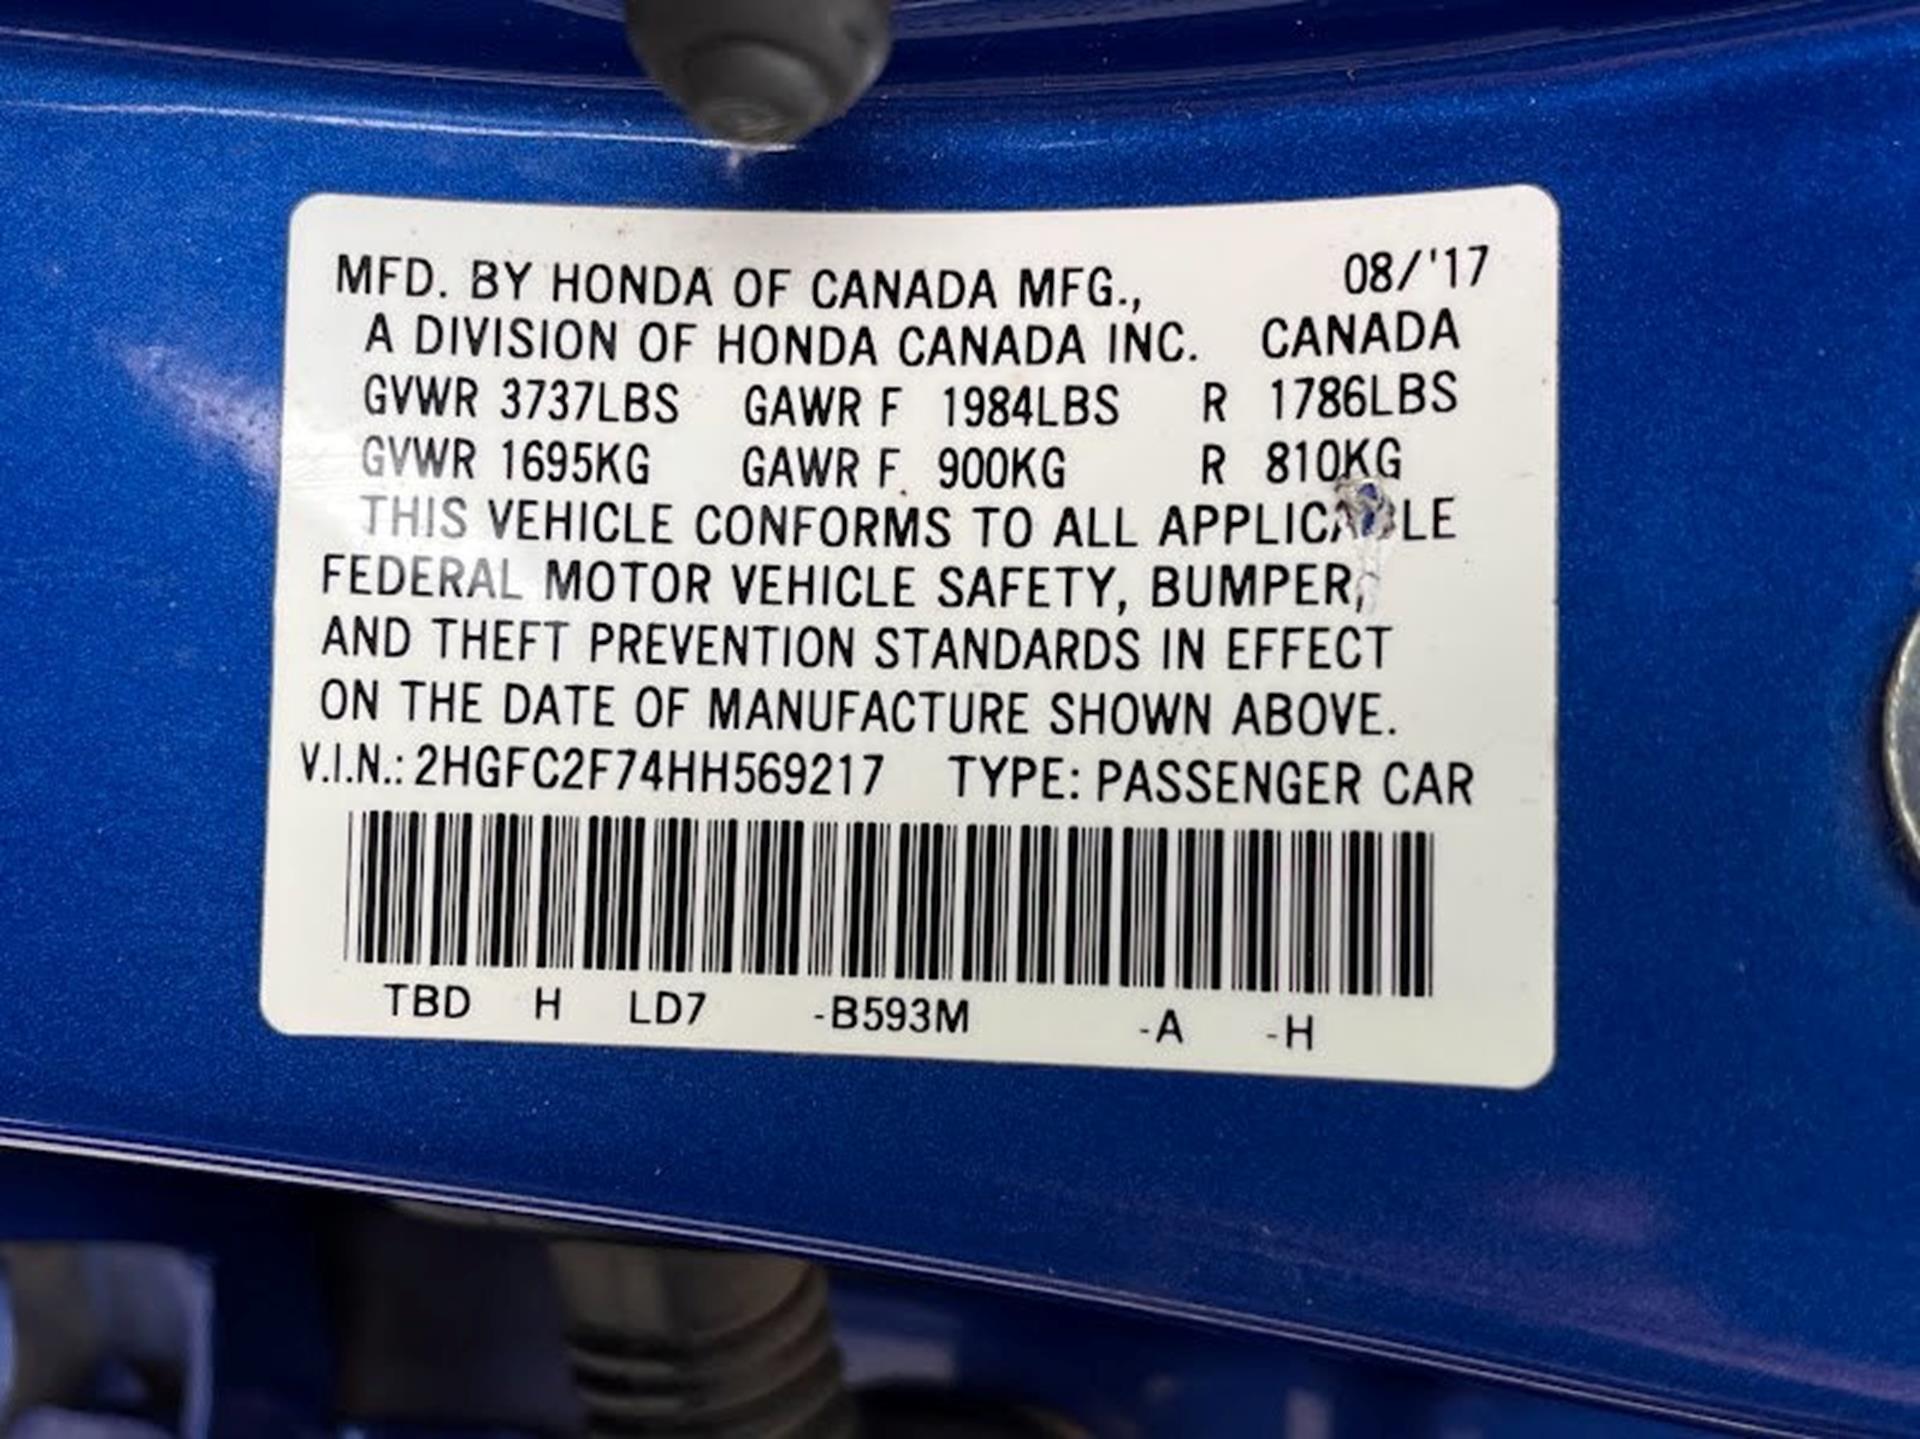 MFD. BY HONDA OF CANADA MFG., 08/'17
A DIVISION OF HONDA CANADA INC. CANADA
GVWR 3737LBS GAWR F 1984LBS R 1786LBS
GVWR 1695KG GAWR F 900KG R 810KG
THIS VEHICLE CONFORMS TO ALL APPLICABLE
FEDERAL MOTOR VEHICLE SAFETY, BUMPER,
AND THEFT PREVENTION STANDARDS IN EFFECT
ON THE DATE OF MANUFACTURE SHOWN ABOVE.
V.I.N.: 2HGFC2F74HH569217 TYPE: PASSENGER CAR
TBD H LD7 -B593M -A -H